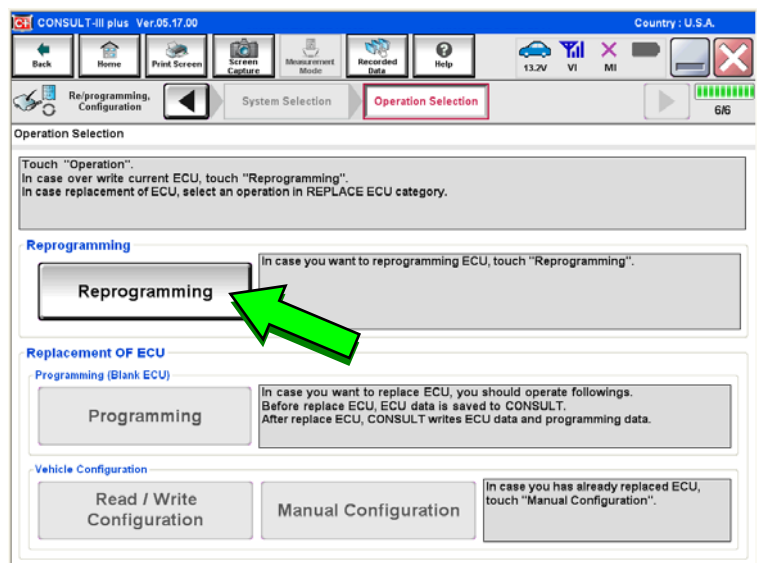 CONSULT-III plus Ver.05.17.00 Country : U.S.A.
Back Home Print Screen Screen Capture Measurement Mode Recorded Data Help 13.2V VI MI
Re/programming, Configuration System Selection Operation Selection 6/6
Operation Selection
Touch "Operation".
In case over write current ECU, touch "Reprogramming".
In case replacement of ECU, select an operation in REPLACE ECU category.
Reprogramming
Reprogramming
In case you want to reprogramming ECU, touch "Reprogramming".
Replacement OF ECU
Programming (Blank ECU)
Programming
In case you want to replace ECU, you should operate followings.
Before replace ECU, ECU data is saved to CONSULT.
After replace ECU, CONSULT writes ECU data and programming data.
Vehicle Configuration
Read / Write
Configuration
Manual Configuration
In case you has already replaced ECU,
touch "Manual Configuration".